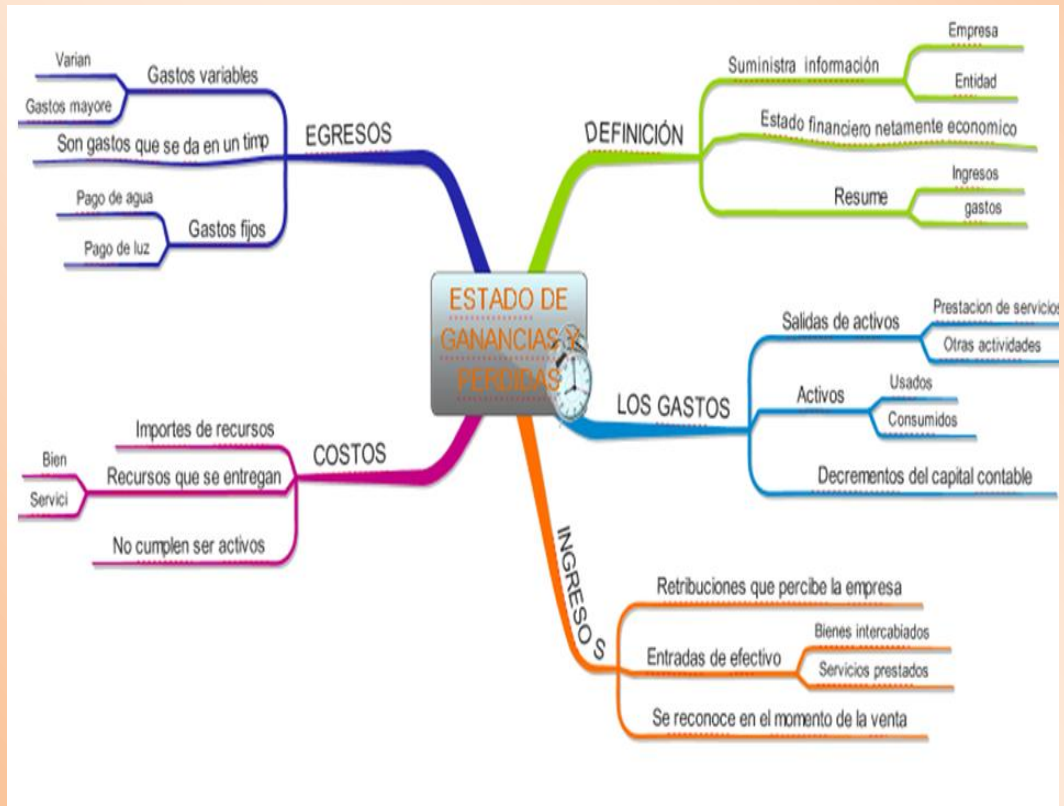 ESTADO DE
GANANCIAS Y
PERDIDAS
DEFINICIÓN
Suministra información
Empresa
Entidad
Estado financiero netamente economico
Resume
Ingresos
gastos
LOS GASTOS
Salidas de activos
Prestacion de servicios
Otras actividades
Activos
Usados
Consumidos
Decrementos del capital contable
INGRESOS
Retribuciones que percibe la empresa
Entradas de efectivo
Bienes intercabiados
Servicios prestados
Se reconoce en el momento de la venta
COSTOS
Importes de recursos
Recursos que se entregan
Bien
Servici
No cumplen ser activos
EGRESOS
Gastos variables
Varian
Gastos mayore
Son gastos que se da en un timp
Gastos fijos
Pago de agua
Pago de luz